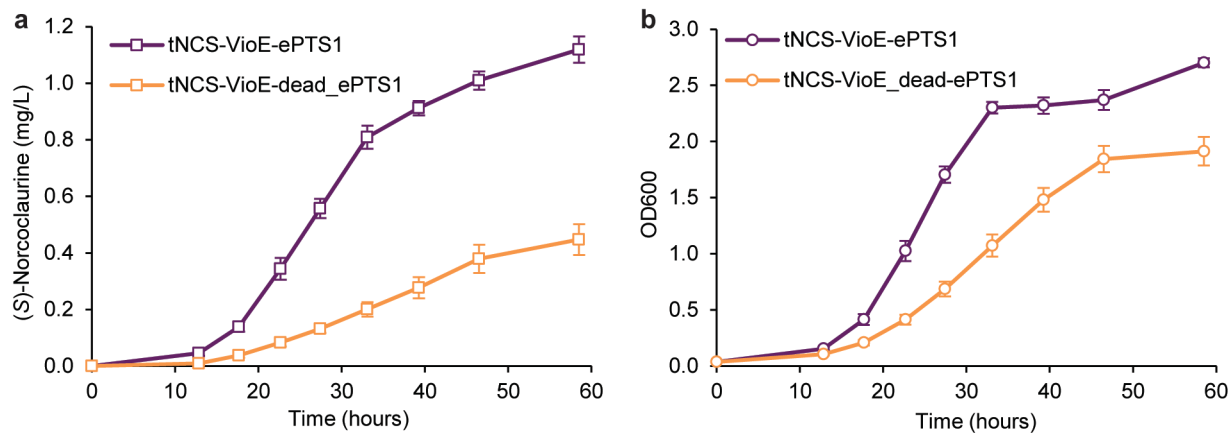 a
1.2
1.0
0.8
0.6
0.4
0.2
0.0
(S)-Norcoclaurine (mg/L)
tNCS-VioE-ePTS1
tNCS-VioE-dead_ePTS1
0 10 20 30 40 50 60
Time (hours)
b
3.0
2.5
2.0
1.5
1.0
0.5
0.0
OD600
tNCS-VioE-ePTS1
tNCS-VioE_dead-ePTS1
0 10 20 30 40 50 60
Time (hours)